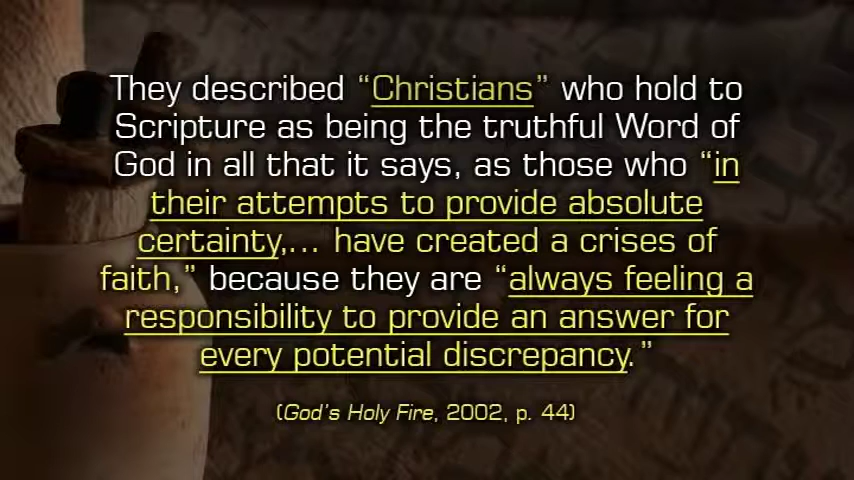 They described “Christians” who hold to
Scripture as being the truthful Word of
God in all that it says, as those who “in
their attempts to provide absolute
certainty,... have created a crises of
faith,” because they are “always feeling a
responsibility to provide an answer for
every potential discrepancy.”
(God's Holy Fire, 2002, p. 44)